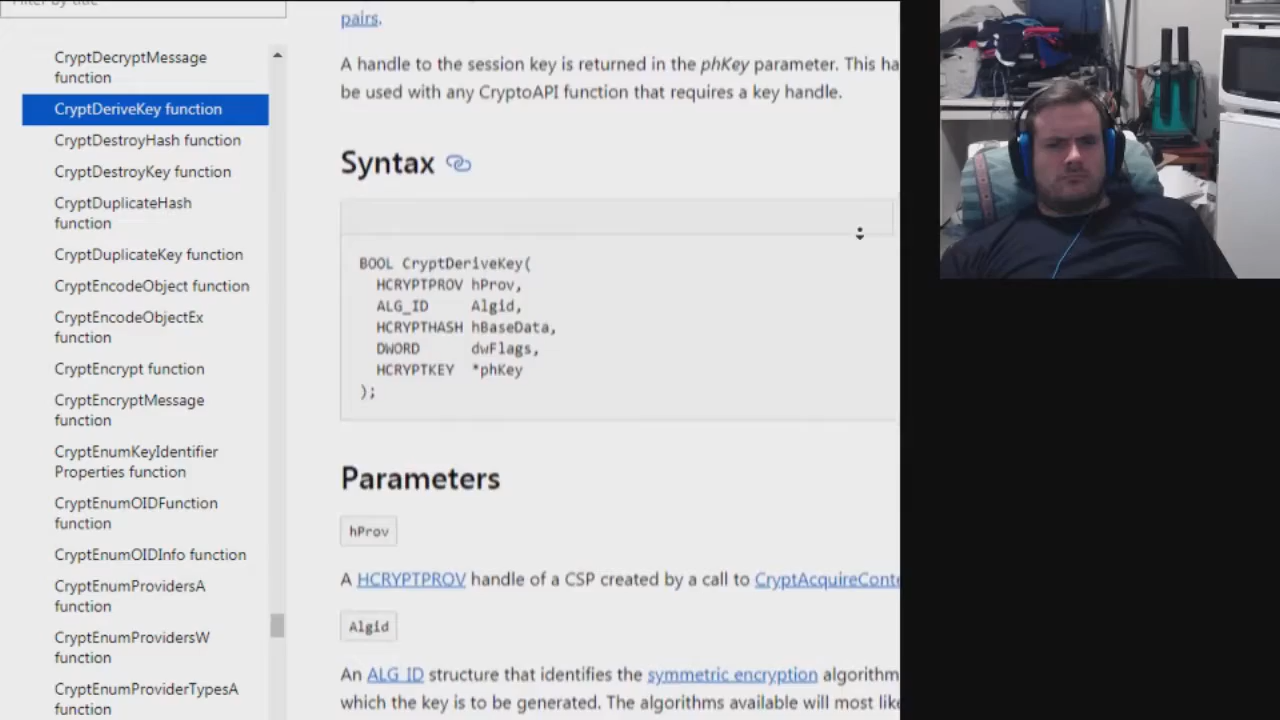 Filter by title
CryptDecryptMessage
function
CryptDeriveKey function
CryptDestroyHash function
CryptDestroyKey function
CryptDuplicateHash
function
CryptDuplicateKey function
CryptEncodeObject function
CryptEncodeObjectEx
function
CryptEncrypt function
CryptEncryptMessage
function
CryptEnumKeyIdentifier
Properties function
CryptEnumOIDFunction
function
CryptEnumOIDInfo function
CryptEnumProvidersA
function
CryptEnumProvidersW
function
CryptEnumProviderTypesA
function
pairs.
A handle to the session key is returned in the phKey parameter. This ha
be used with any CryptoAPI function that requires a key handle.
Syntax
BOOL CryptDeriveKey(
HCRYPTPROV hProv,
ALG_ID Algid,
HCRYPTHASH hBaseData,
DWORD dwFlags,
HCRYPTKEY *phKey
);
Parameters
hProv
A HCRYPTPROV handle of a CSP created by a call to CryptAcquireConte
Algid
An ALG_ID structure that identifies the symmetric encryption algorithm
which the key is to be generated. The algorithms available will most like